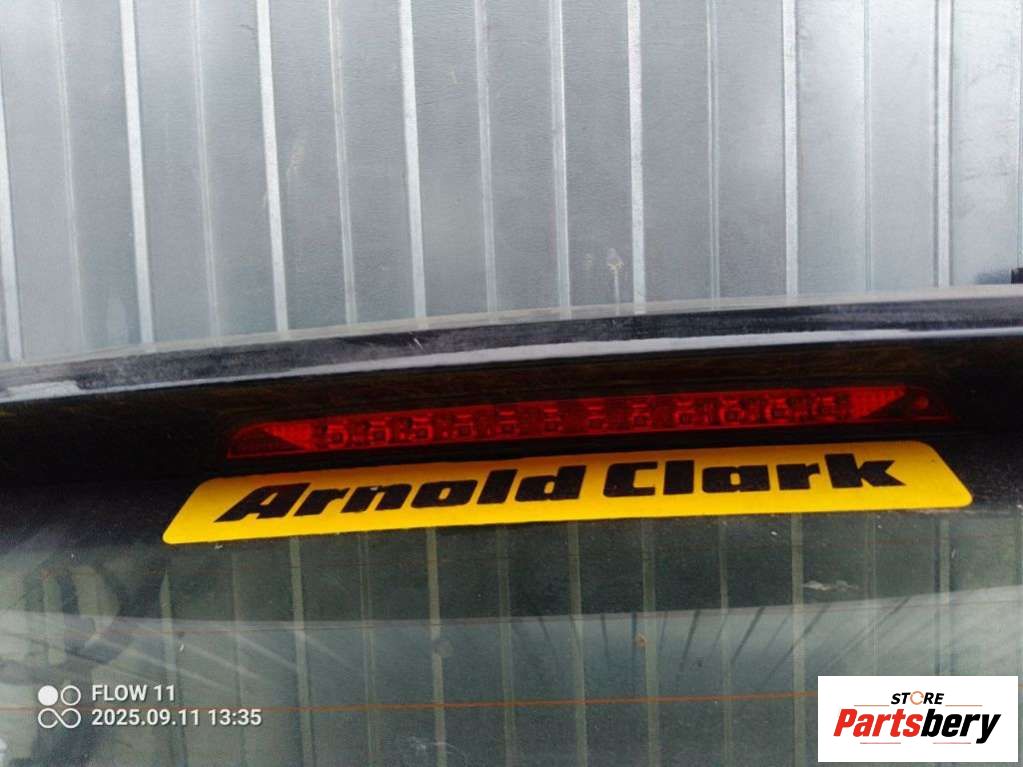 Arnold Clark
FLOW 11
2025.09.11 13:35
STORE
Partsbery